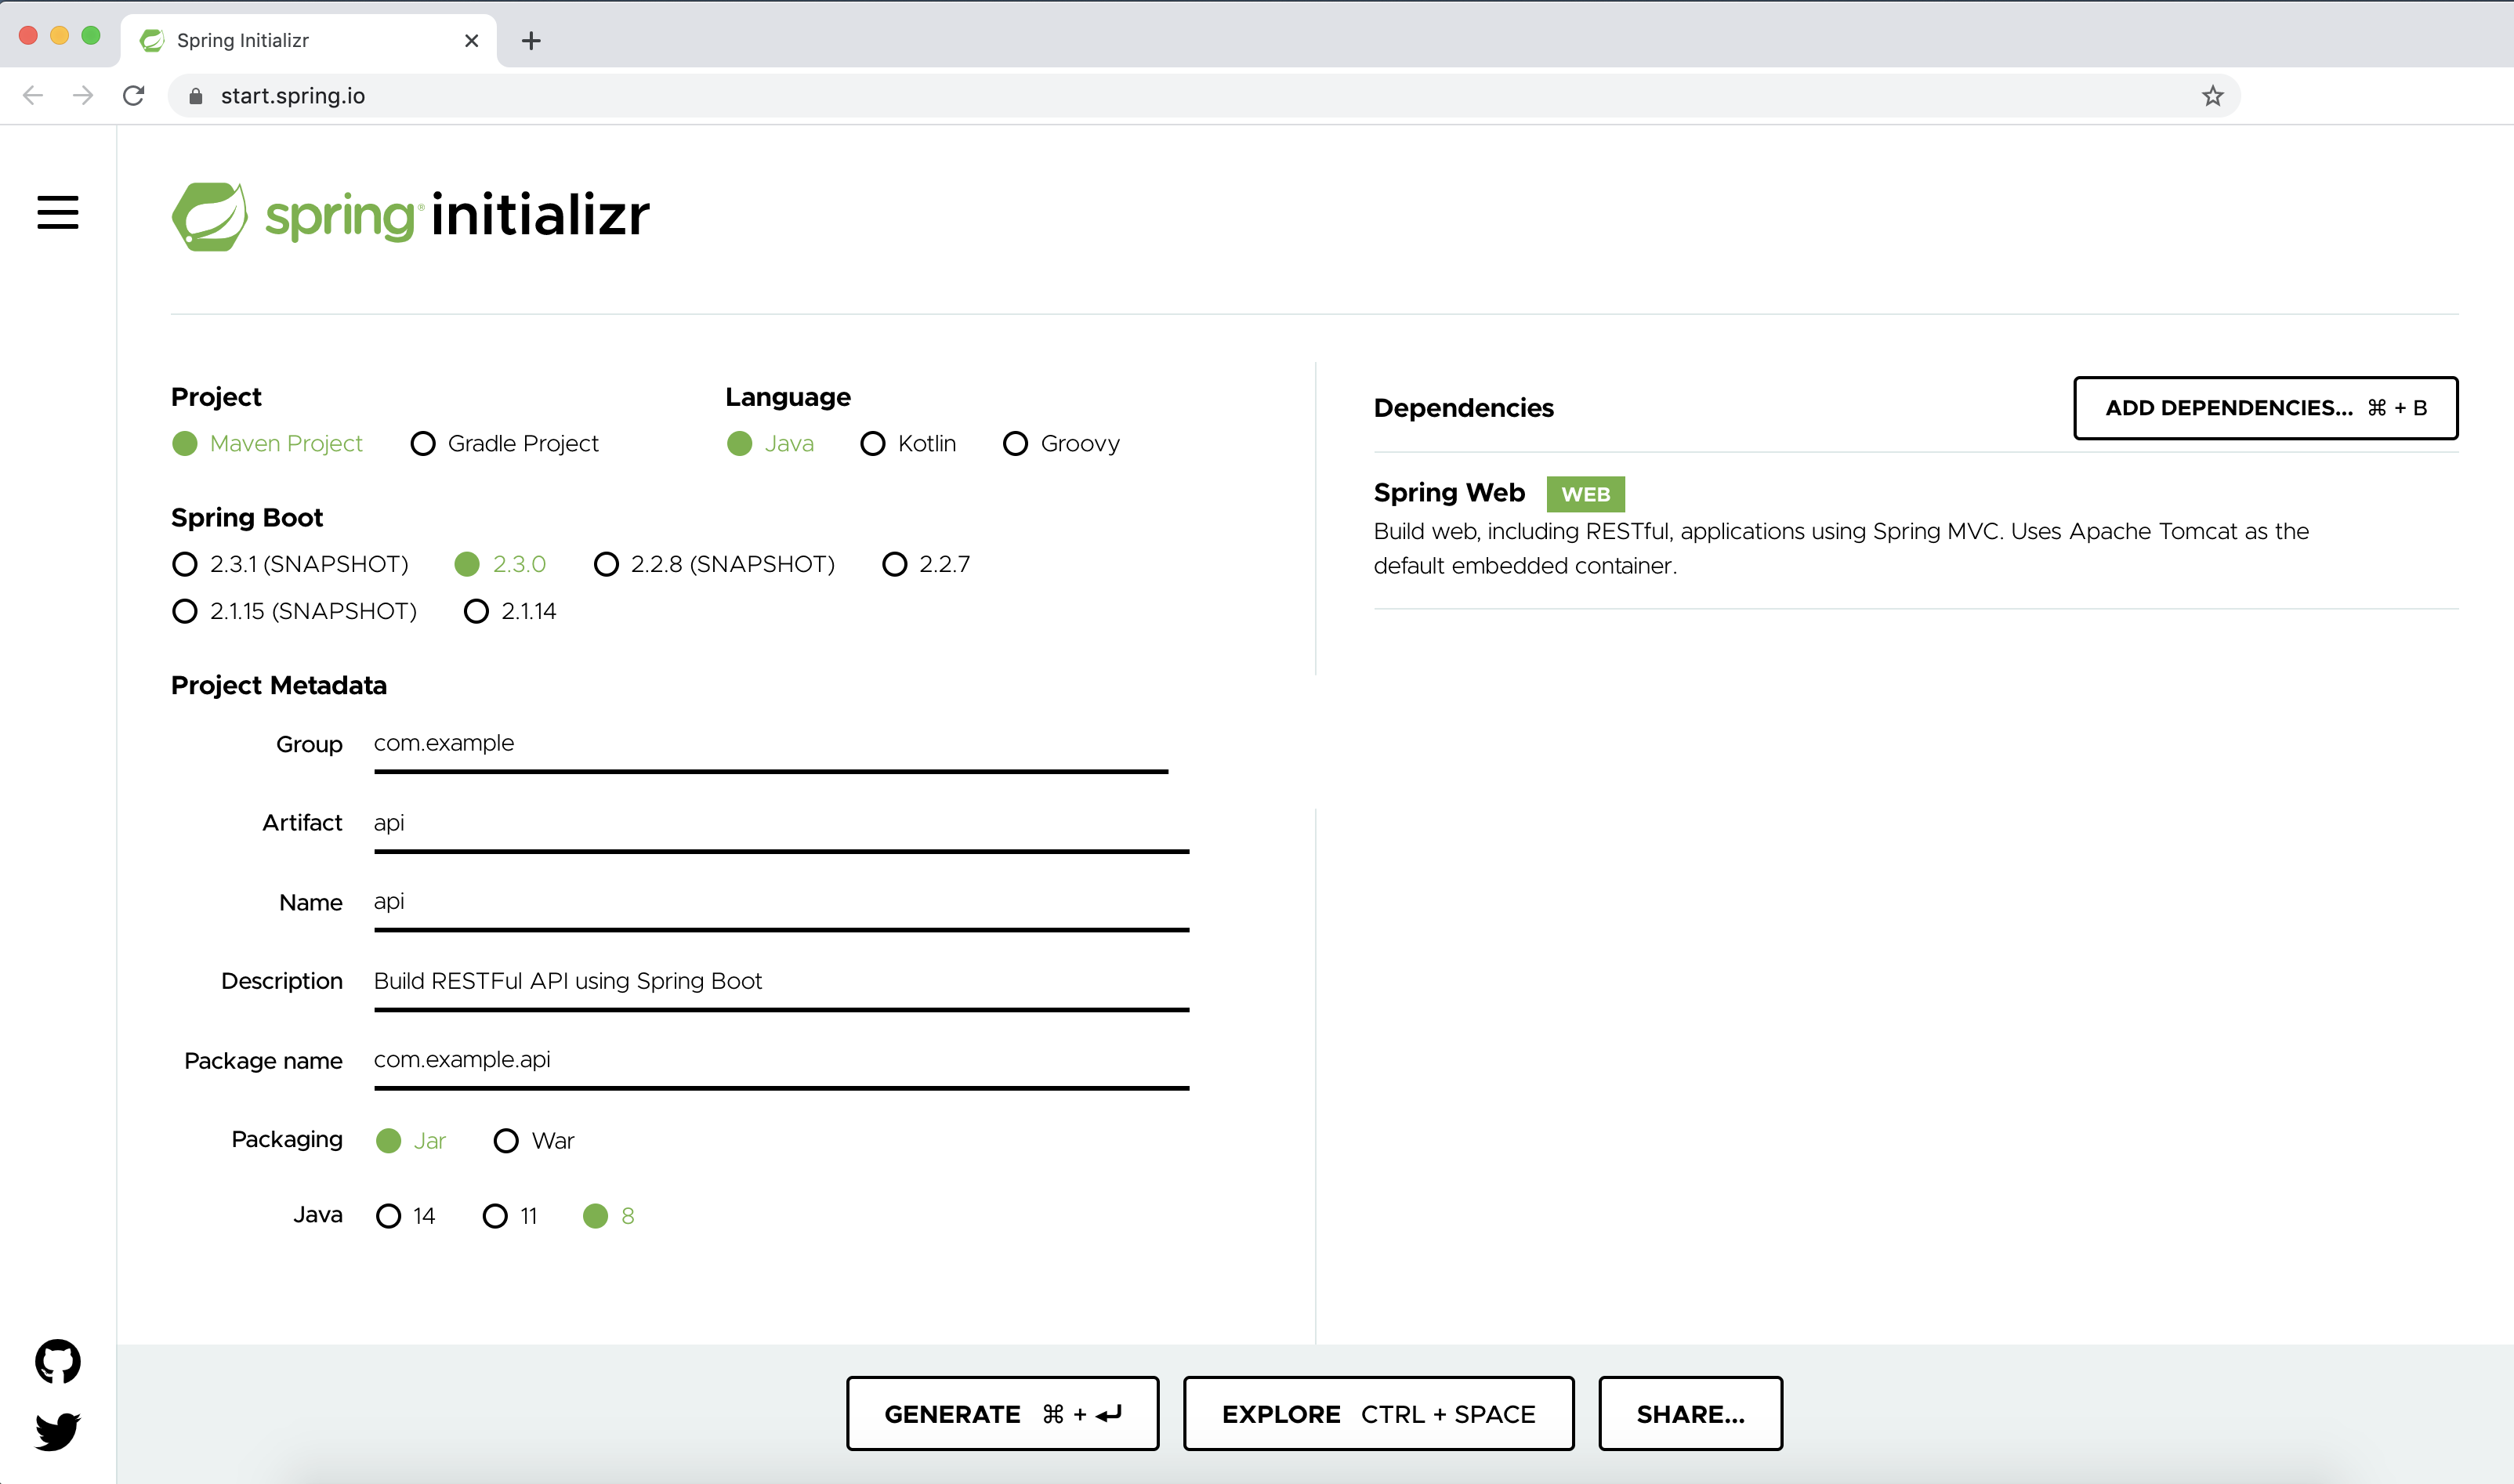 Spring Initializr
start.spring.io
spring® initializr
Project
Maven Project Gradle Project
Language
Java Kotlin Groovy
Spring Boot
2.3.1 (SNAPSHOT) 2.3.0 2.2.8 (SNAPSHOT) 2.2.7
2.1.15 (SNAPSHOT) 2.1.14
Project Metadata
Group com.example
Artifact api
Name api
Description Build RESTFul API using Spring Boot
Package name com.example.api
Packaging Jar War
Java 14 11 8
Dependencies
ADD DEPENDENCIES... ⌘ + B
Spring Web WEB
Build web, including RESTful, applications using Spring MVC. Uses Apache Tomcat as the
default embedded container.
GENERATE ⌘ + ⏎
EXPLORE CTRL + SPACE
SHARE...